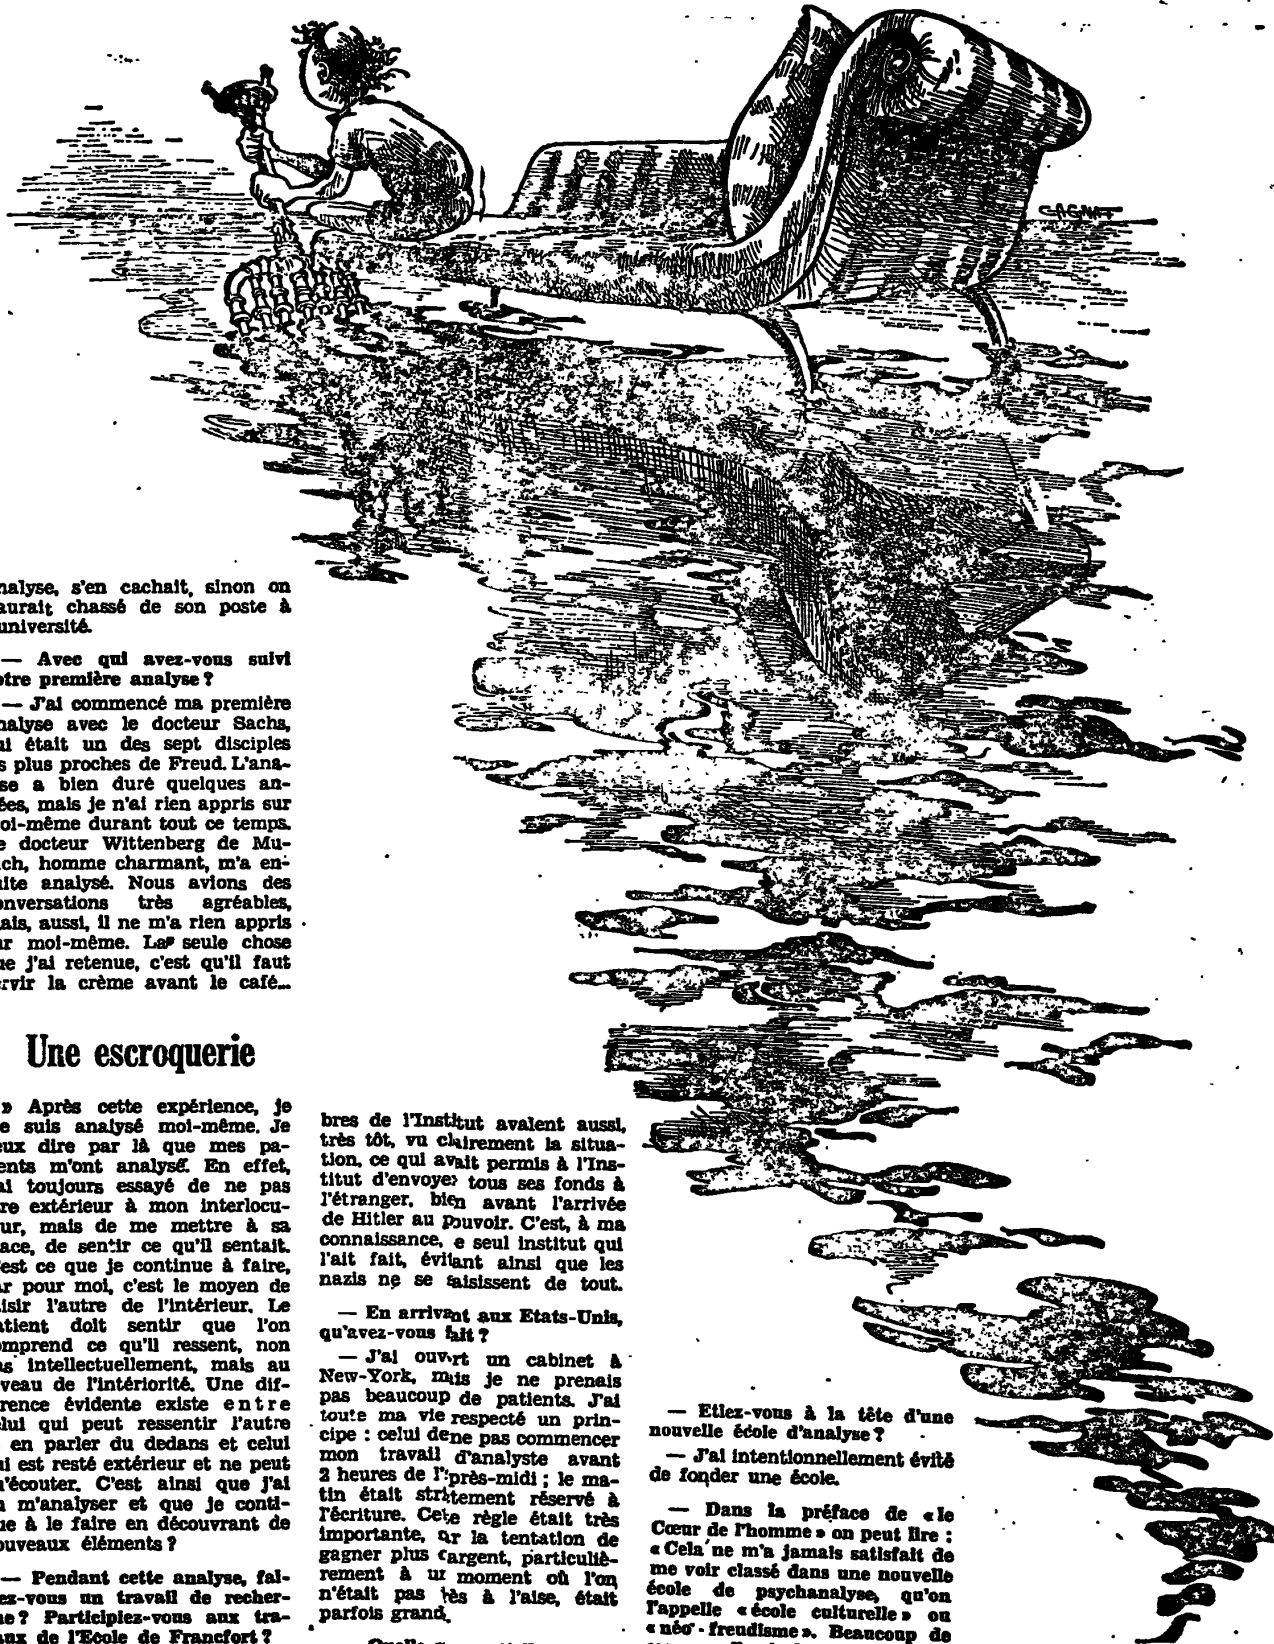 CAGNAT
nalyse, s'en cachait, sinon on
aurait chassé de son poste à
université.
— Avec qui avez-vous suivi
otre première analyse ?
— J'ai commencé ma première
nalyse avec le docteur Sachs,
ui était un des sept disciples
es plus proches de Freud. L'ana-
se a bien duré quelques an-
ées, mais je n'ai rien appris sur
oi-même durant tout ce temps.
e docteur Wittenberg de Mu-
ich, homme charmant, m'a en-
uite analysé. Nous avions des
onversations très agréables,
ais, aussi, il ne m'a rien appris
ur moi-même. La seule chose
ue j'ai retenue, c'est qu'il faut
ervir la crème avant le café...
Une escroquerie
» Après cette expérience, je
e suis analysé moi-même. Je
eux dire par là que mes pa-
ents m'ont analysé. En effet,
ai toujours essayé de ne pas
re extérieur à mon interlocu-
ur, mais de me mettre à sa
ace, de sentir ce qu'il sentait.
est ce que je continue à faire,
ar pour moi, c'est le moyen de
isir l'autre de l'intérieur. Le
atient doit sentir que l'on
omprend ce qu'il ressent, non
as intellectuellement, mais au
veau de l'intériorité. Une dif-
rence évidente existe entre
elui qui peut ressentir l'autre
en parler du dedans et celui
ui est resté extérieur et ne peut
u'écouter. C'est ainsi que j'ai
u m'analyser et que je conti-
ue à le faire en découvrant de
ouveaux éléments ?
— Pendant cette analyse, fai-
ez-vous un travail de recher-
he ? Participiez-vous aux tra-
aux de l'Ecole de Francfort ?
bres de l'Institut avaient aussi,
très tôt, vu clairement la situa-
tion, ce qui avait permis à l'Ins-
titut d'envoyer tous ses fonds à
l'étranger, bien avant l'arrivée
de Hitler au pouvoir. C'est, à ma
connaissance, e seul institut qui
l'ait fait, évitant ainsi que les
nazis ne se saisissent de tout.
— En arrivant aux Etats-Unis,
qu'avez-vous fait ?
— J'ai ouvert un cabinet à
New-York, mais je ne prenais
pas beaucoup de patients. J'ai
toute ma vie respecté un prin-
cipe : celui de ne pas commencer
mon travail d'analyste avant
2 heures de l'après-midi ; le ma-
tin était strictement réservé à
l'écriture. Cette règle était très
importante, car la tentation de
gagner plus d'argent, particuliè-
rement à un moment où l'on
n'était pas très à l'aise, était
parfois grand.
— Etiez-vous à la tête d'une
nouvelle école d'analyse ?
— J'ai intentionnellement évité
de fonder une école.
— Dans la préface de « le
Cœur de l'homme » on peut lire :
« Cela ne m'a jamais satisfait de
me voir classé dans une nouvelle
école de psychanalyse, qu'on
l'appelle « école culturelle » ou
« néo-freudisme ». Beaucoup de